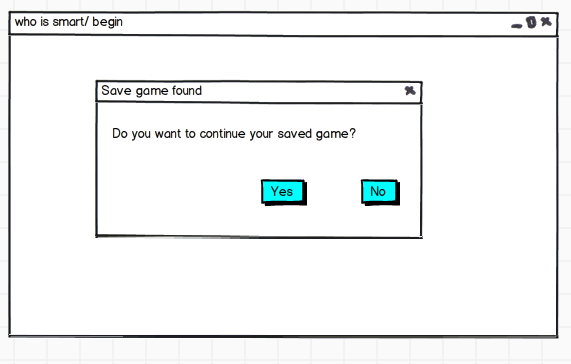 who is smart/ begin
Save game found
Do you want to continue your saved game?
Yes No